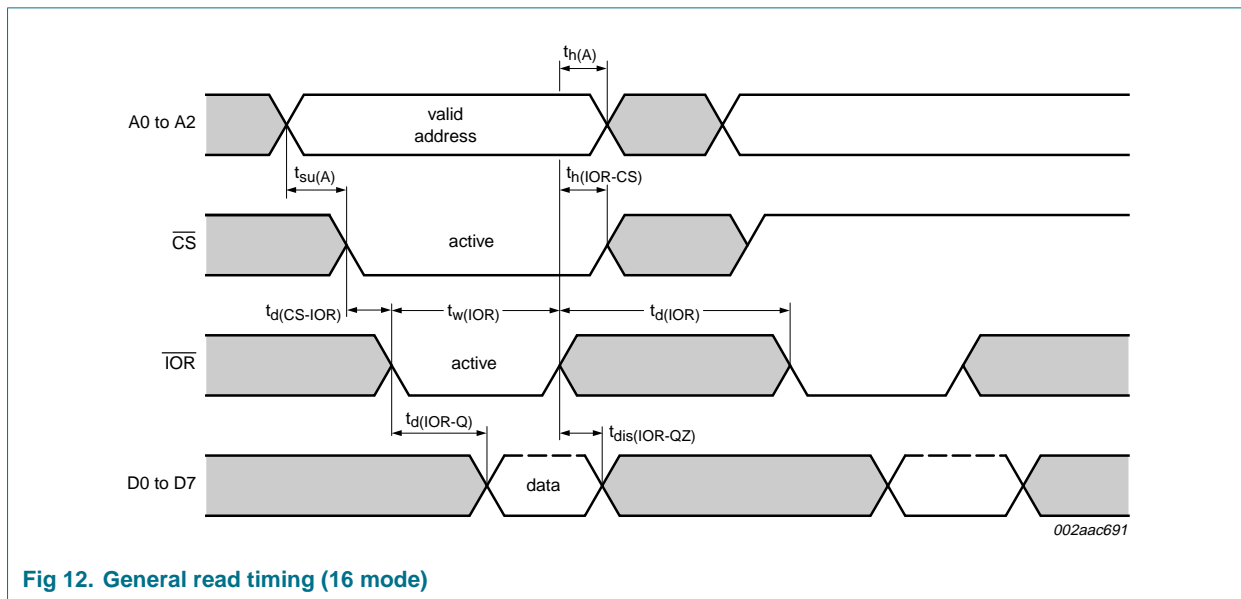 th(A)
A0 to A2
valid
address
tsu(A)
th(IOR-CS)
CS
active
td(CS-IOR)
tw(IOR)
td(IOR)
IOR
active
td(IOR-Q)
tdis(IOR-QZ)
D0 to D7
data
002aac691
Fig 12. General read timing (16 mode)